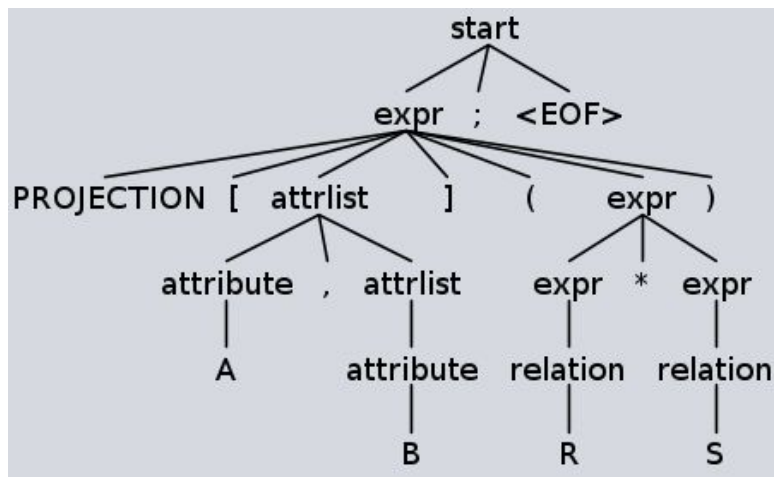 start
expr ; <EOF>
PROJECTION [ attrlist ] ( expr )
attribute , attrlist expr * expr
A attribute relation relation
B R S